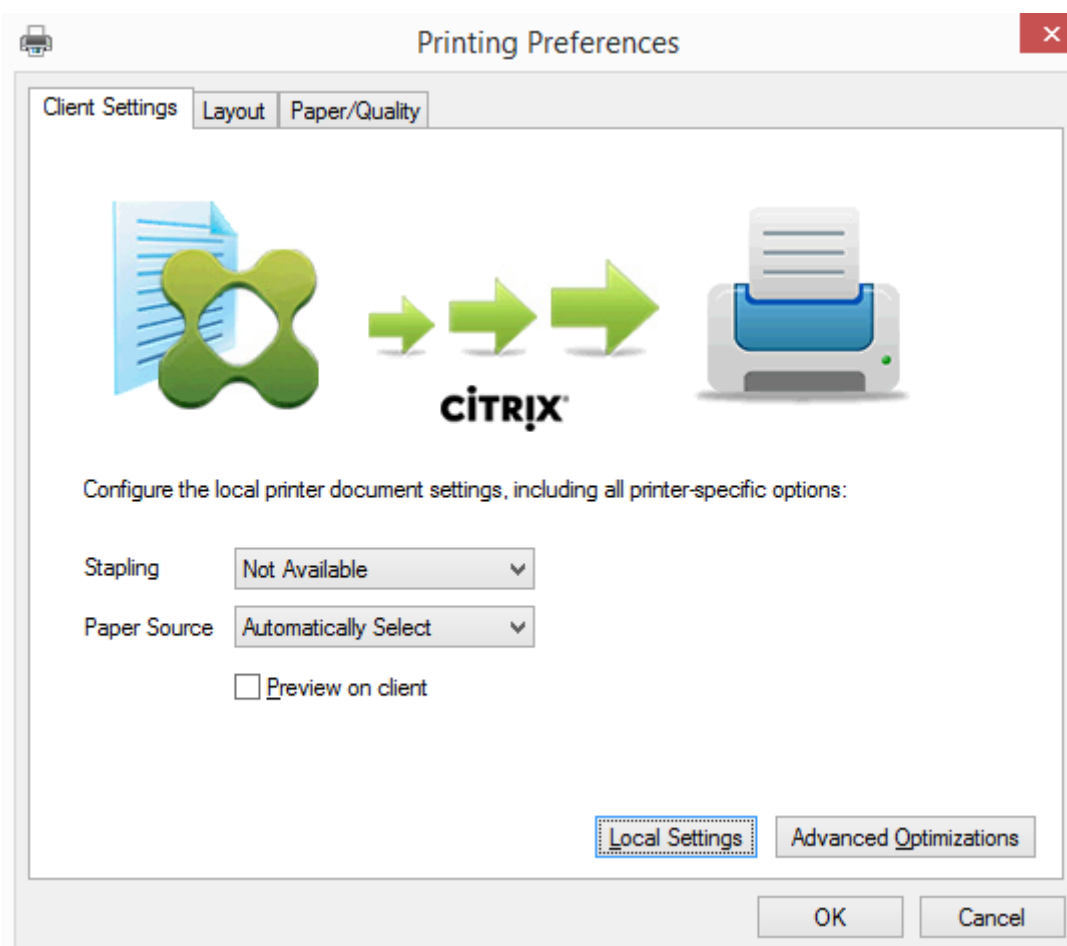 Printing Preferences
Client Settings
Layout
Paper/Quality
CITRIX
Configure the local printer document settings, including all printer-specific options:
Stapling
Not Available
Paper Source
Automatically Select
Preview on client
Local Settings
Advanced Optimizations
OK
Cancel